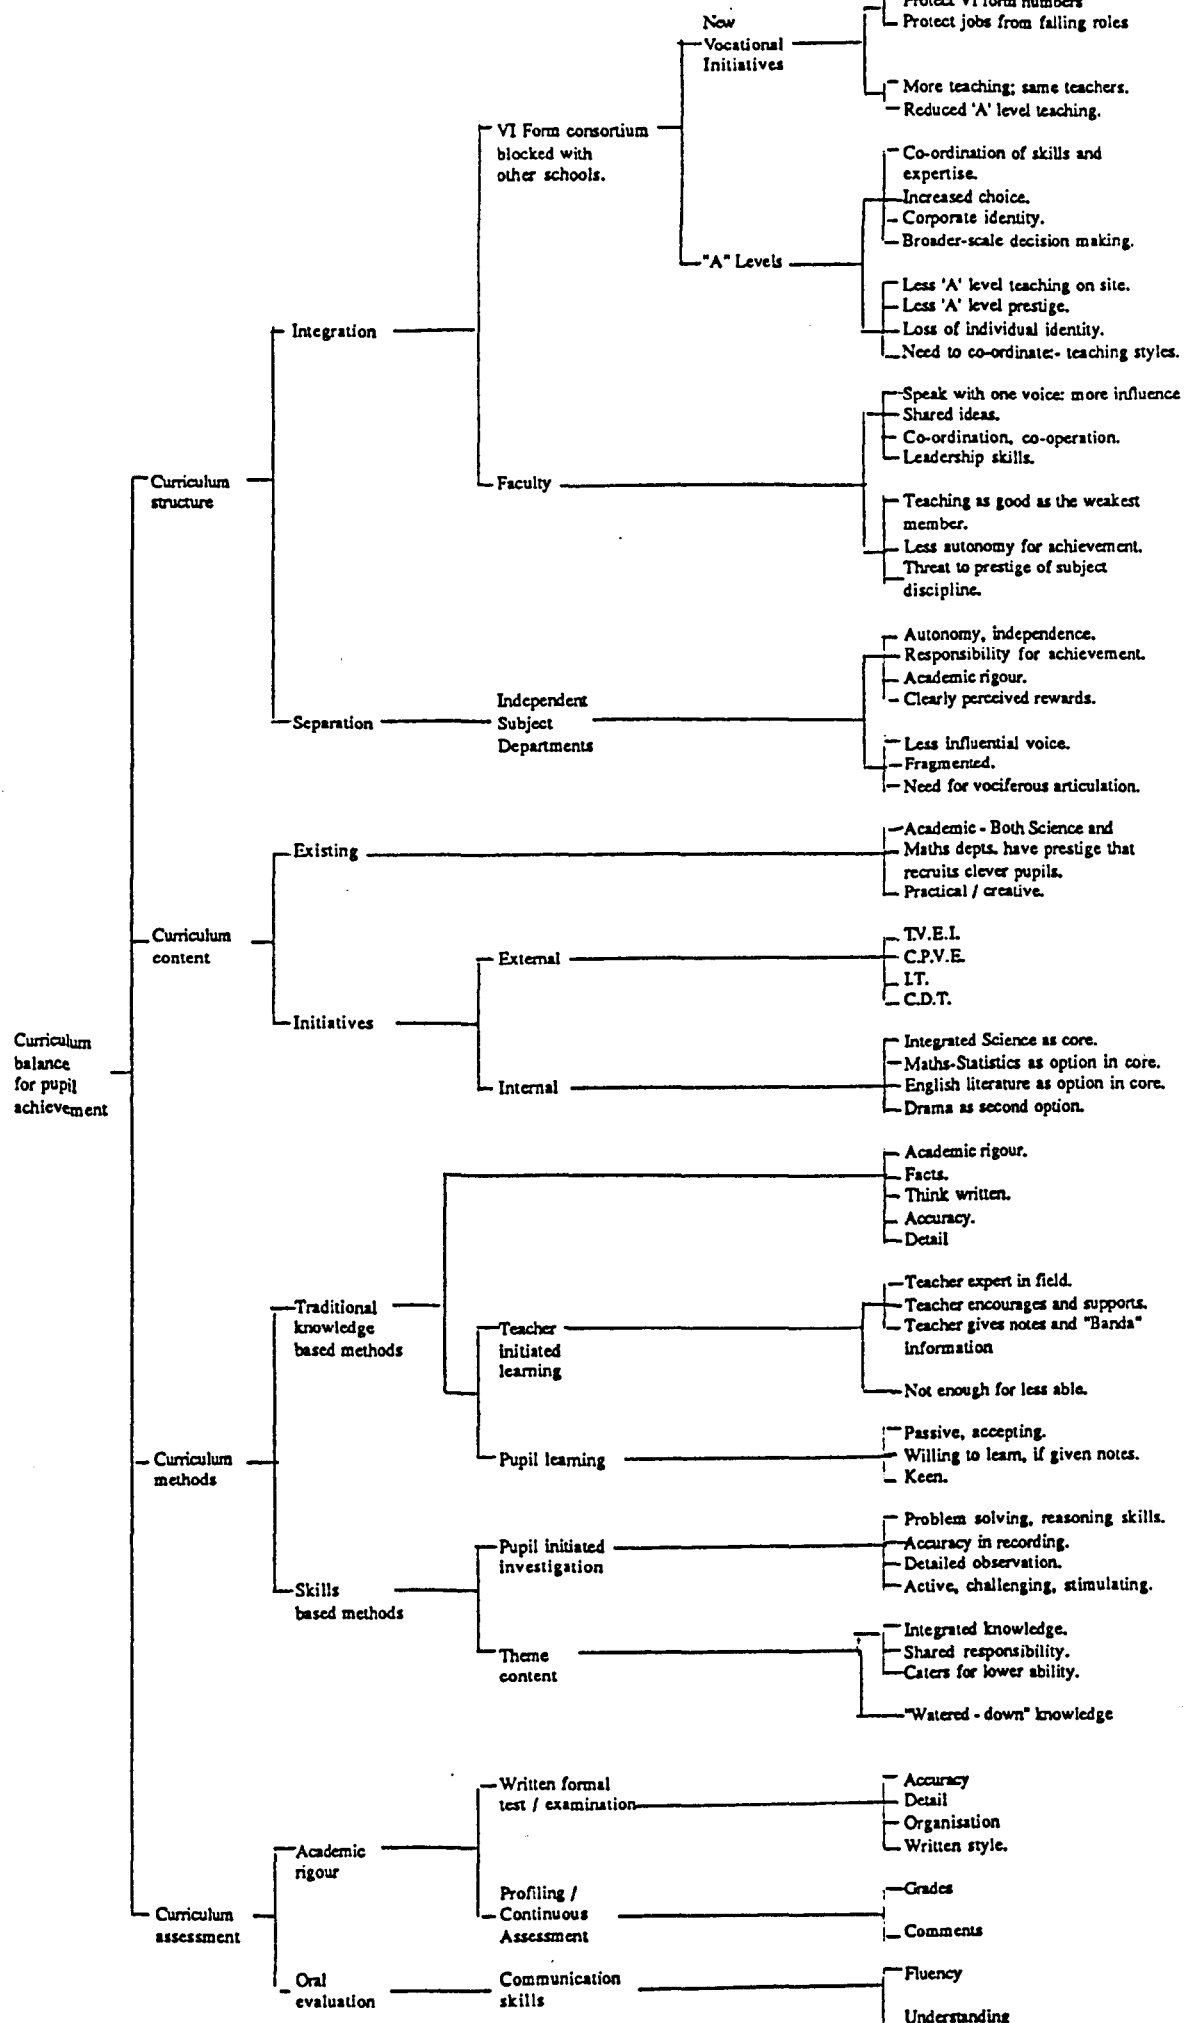 Protect VI form numbers
Protect jobs from falling roles
New
Vocational
Initiatives
More teaching; same teachers.
Reduced 'A' level teaching.
VI Form consortium
blocked with
other schools.
Co-ordination of skills and
expertise.
Increased choice.
Corporate identity.
Broader-scale decision making.
"A" Levels
Less 'A' level teaching on site.
Less 'A' level prestige.
Loss of individual identity.
Need to co-ordinate:- teaching styles.
Integration
Speak with one voice: more influence
Shared ideas.
Co-ordination, co-operation.
Leadership skills.
Faculty
Teaching as good as the weakest
member.
Less autonomy for achievement.
Threat to prestige of subject
discipline.
Curriculum
structure
Autonomy, independence.
Responsibility for achievement.
Academic rigour.
Clearly perceived rewards.
Separation
Independent
Subject
Departments
Less influential voice.
Fragmented.
Need for vociferous articulation.
Existing
Academic - Both Science and
Maths depts. have prestige that
recruits clever pupils.
Practical / creative.
Curriculum
content
External
T.V.E.I.
C.P.V.E.
I.T.
C.D.T.
Initiatives
Internal
Integrated Science as core.
Maths-Statistics as option in core.
English literature as option in core.
Drama as second option.
Curriculum
balance
for pupil
achievement
Academic rigour.
Facts.
Think written.
Accuracy.
Detail
Traditional
knowledge
based methods
Teacher
initiated
learning
Teacher expert in field.
Teacher encourages and supports.
Teacher gives notes and "Banda"
information
Not enough for less able.
Pupil learning
Passive, accepting.
Willing to learn, if given notes.
Keen.
Curriculum
methods
Pupil initiated
investigation
Problem solving, reasoning skills.
Accuracy in recording.
Detailed observation.
Active, challenging, stimulating.
Skills
based methods
Theme
content
Integrated knowledge.
Shared responsibility.
Caters for lower ability.
"Watered - down" knowledge
Written formal
test / examination
Accuracy
Detail
Organisation
Written style.
Academic
rigour
Profiling /
Continuous
Assessment
Grades
Comments
Curriculum
assessment
Oral
evaluation
Communication
skills
Fluency
Understanding